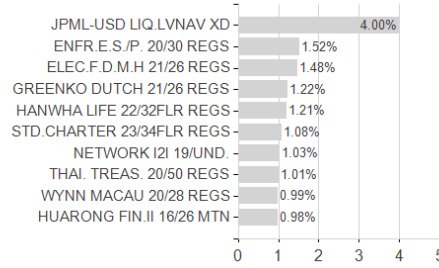 JPML-USD LIQ.LVNAV XD 4.00%
ENFR.E.S./P. 20/30 REGS 1.52%
ELEC.F.D.M.H 21/26 REGS 1.48%
GREENKO DUTCH 21/26 REGS 1.22%
HANWHA LIFE 22/32FLR REGS 1.21%
STD.CHARTER 23/34FLR REGS 1.08%
NETWORK I2I 19/UND. 1.03%
THAI. TREAS. 20/50 REGS 1.01%
WYNN MACAU 20/28 REGS 0.99%
HUARONG FIN.II 16/26 MTN 0.98%
0 1 2 3 4 5